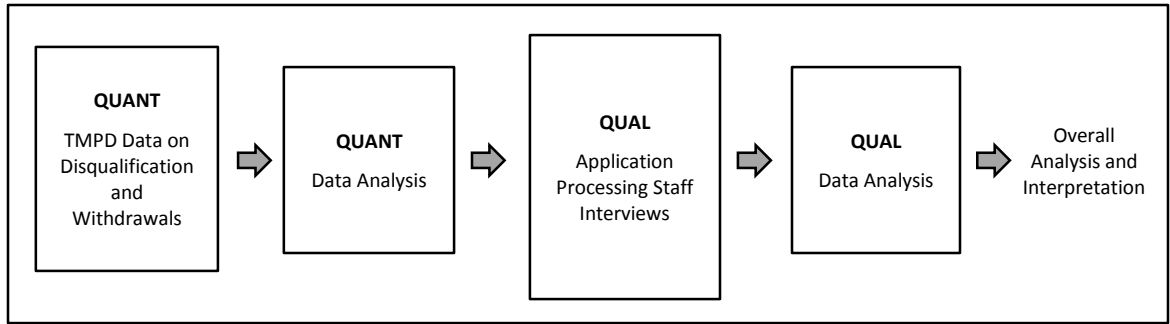 QUANT
TMPD Data on
Disqualification
and
Withdrawals
QUANT
Data Analysis
QUAL
Application
Processing Staff
Interviews
QUAL
Data Analysis
Overall
Analysis and
Interpretation